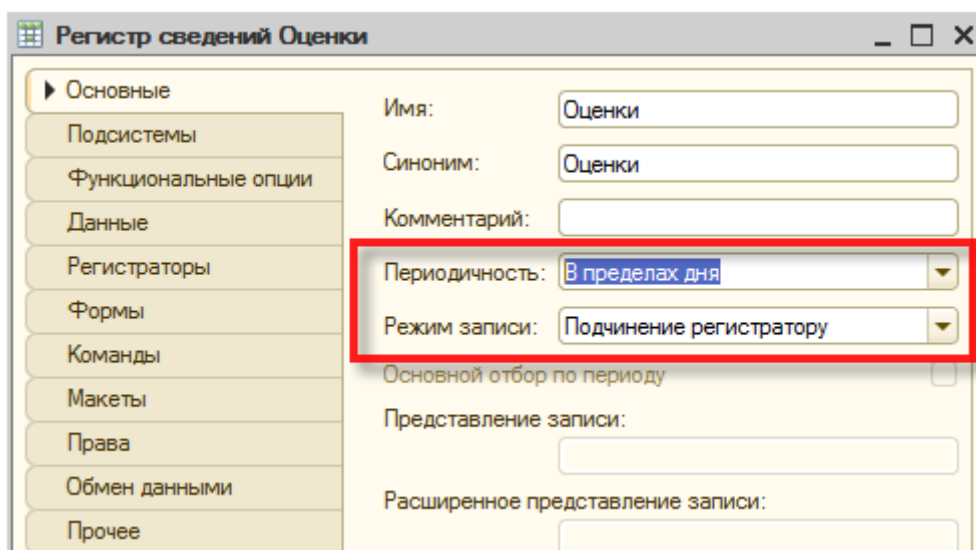 Регистр сведений Оценки
Основные
Подсистемы
Функциональные опции
Данные
Регистраторы
Формы
Команды
Макеты
Права
Обмен данными
Прочее
Имя: Оценки
Синоним: Оценки
Комментарий:
Периодичность: В пределах дня
Режим записи: Подчинение регистратору
Основной отбор по периоду
Представление записи:
Расширенное представление записи: